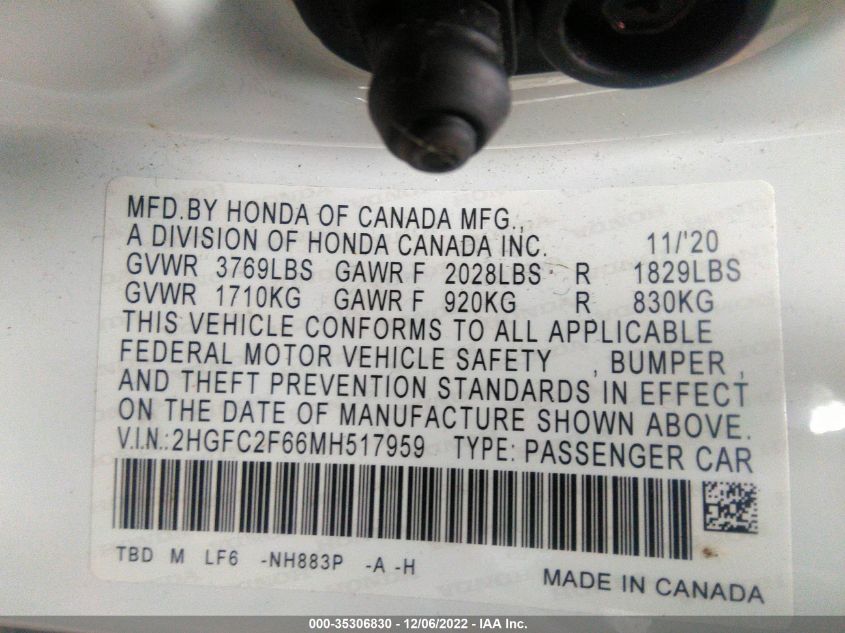 MFD.BY HONDA OF CANADA MFG.,
A DIVISION OF HONDA CANADA INC. 11/'20
GVWR 3769LBS GAWR F 2028LBS R 1829LBS
GVWR 1710KG GAWR F 920KG R 830KG
THIS VEHICLE CONFORMS TO ALL APPLICABLE
FEDERAL MOTOR VEHICLE SAFETY , BUMPER ,
AND THEFT PREVENTION STANDARDS IN EFFECT
ON THE DATE OF MANUFACTURE SHOWN ABOVE.
V.I.N.:2HGFC2F66MH517959 TYPE: PASSENGER CAR
TBD M LF6 -NH883P -A -H
MADE IN CANADA
000-35306830 - 12/06/2022 - IAA Inc.